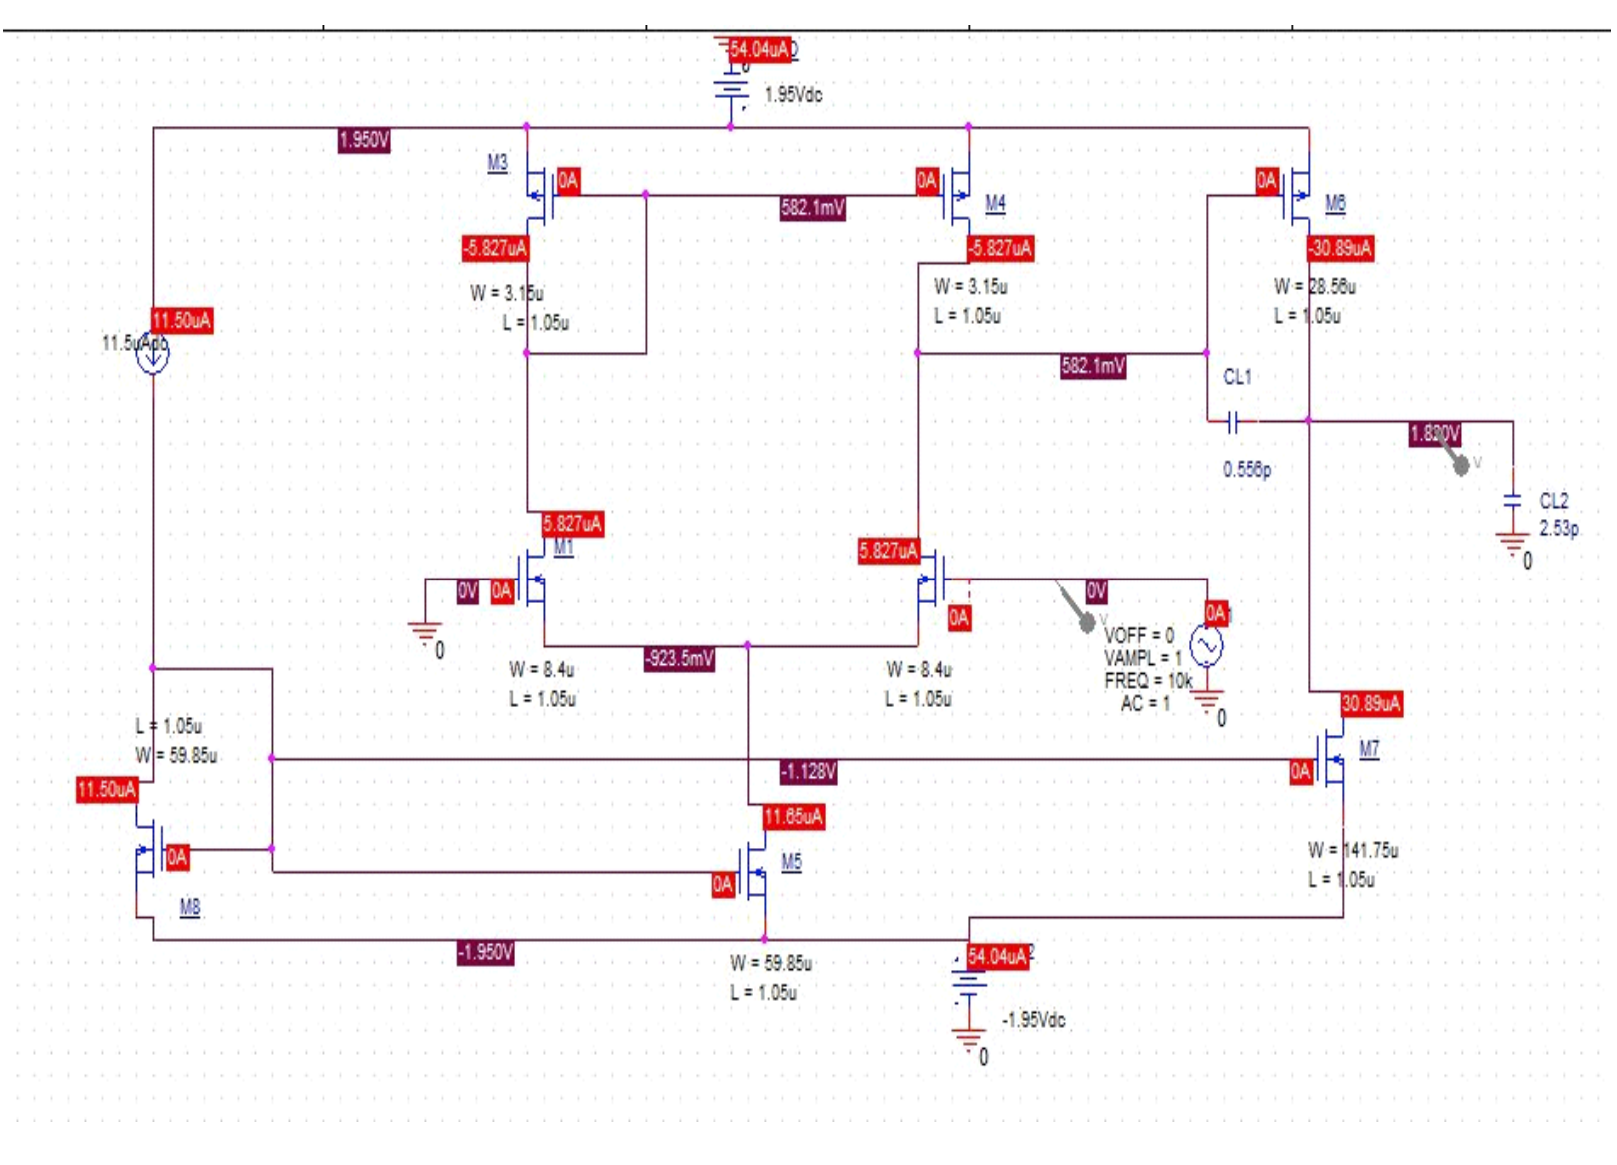 54.04uA
0
1.95Vdc
1.950V
M3
0A
582.1mV
0A
M4
0A
M6
-5.827uA
-5.827uA
-30.89uA
W = 3.15u
L = 1.05u
W = 3.15u
L = 1.05u
W = 28.56u
L = 1.05u
11.50uA
11.5uAdc
582.1mV
CL1
0.556p
1.820V
V
CL2
2.53p
0
5.827uA
M1
0V
0A
0
5.827uA
0A
0V
V
0A
VOFF = 0
VAMPL = 1
FREQ = 10k
AC = 1
0
-923.5mV
W = 8.4u
L = 1.05u
W = 8.4u
L = 1.05u
30.89uA
M7
0A
L = 1.05u
W = 59.85u
-1.128V
11.50uA
0A
M8
11.65uA
M5
0A
W = 141.75u
L = 1.05u
-1.950V
W = 59.85u
L = 1.05u
54.04uA
-1.95Vdc
0